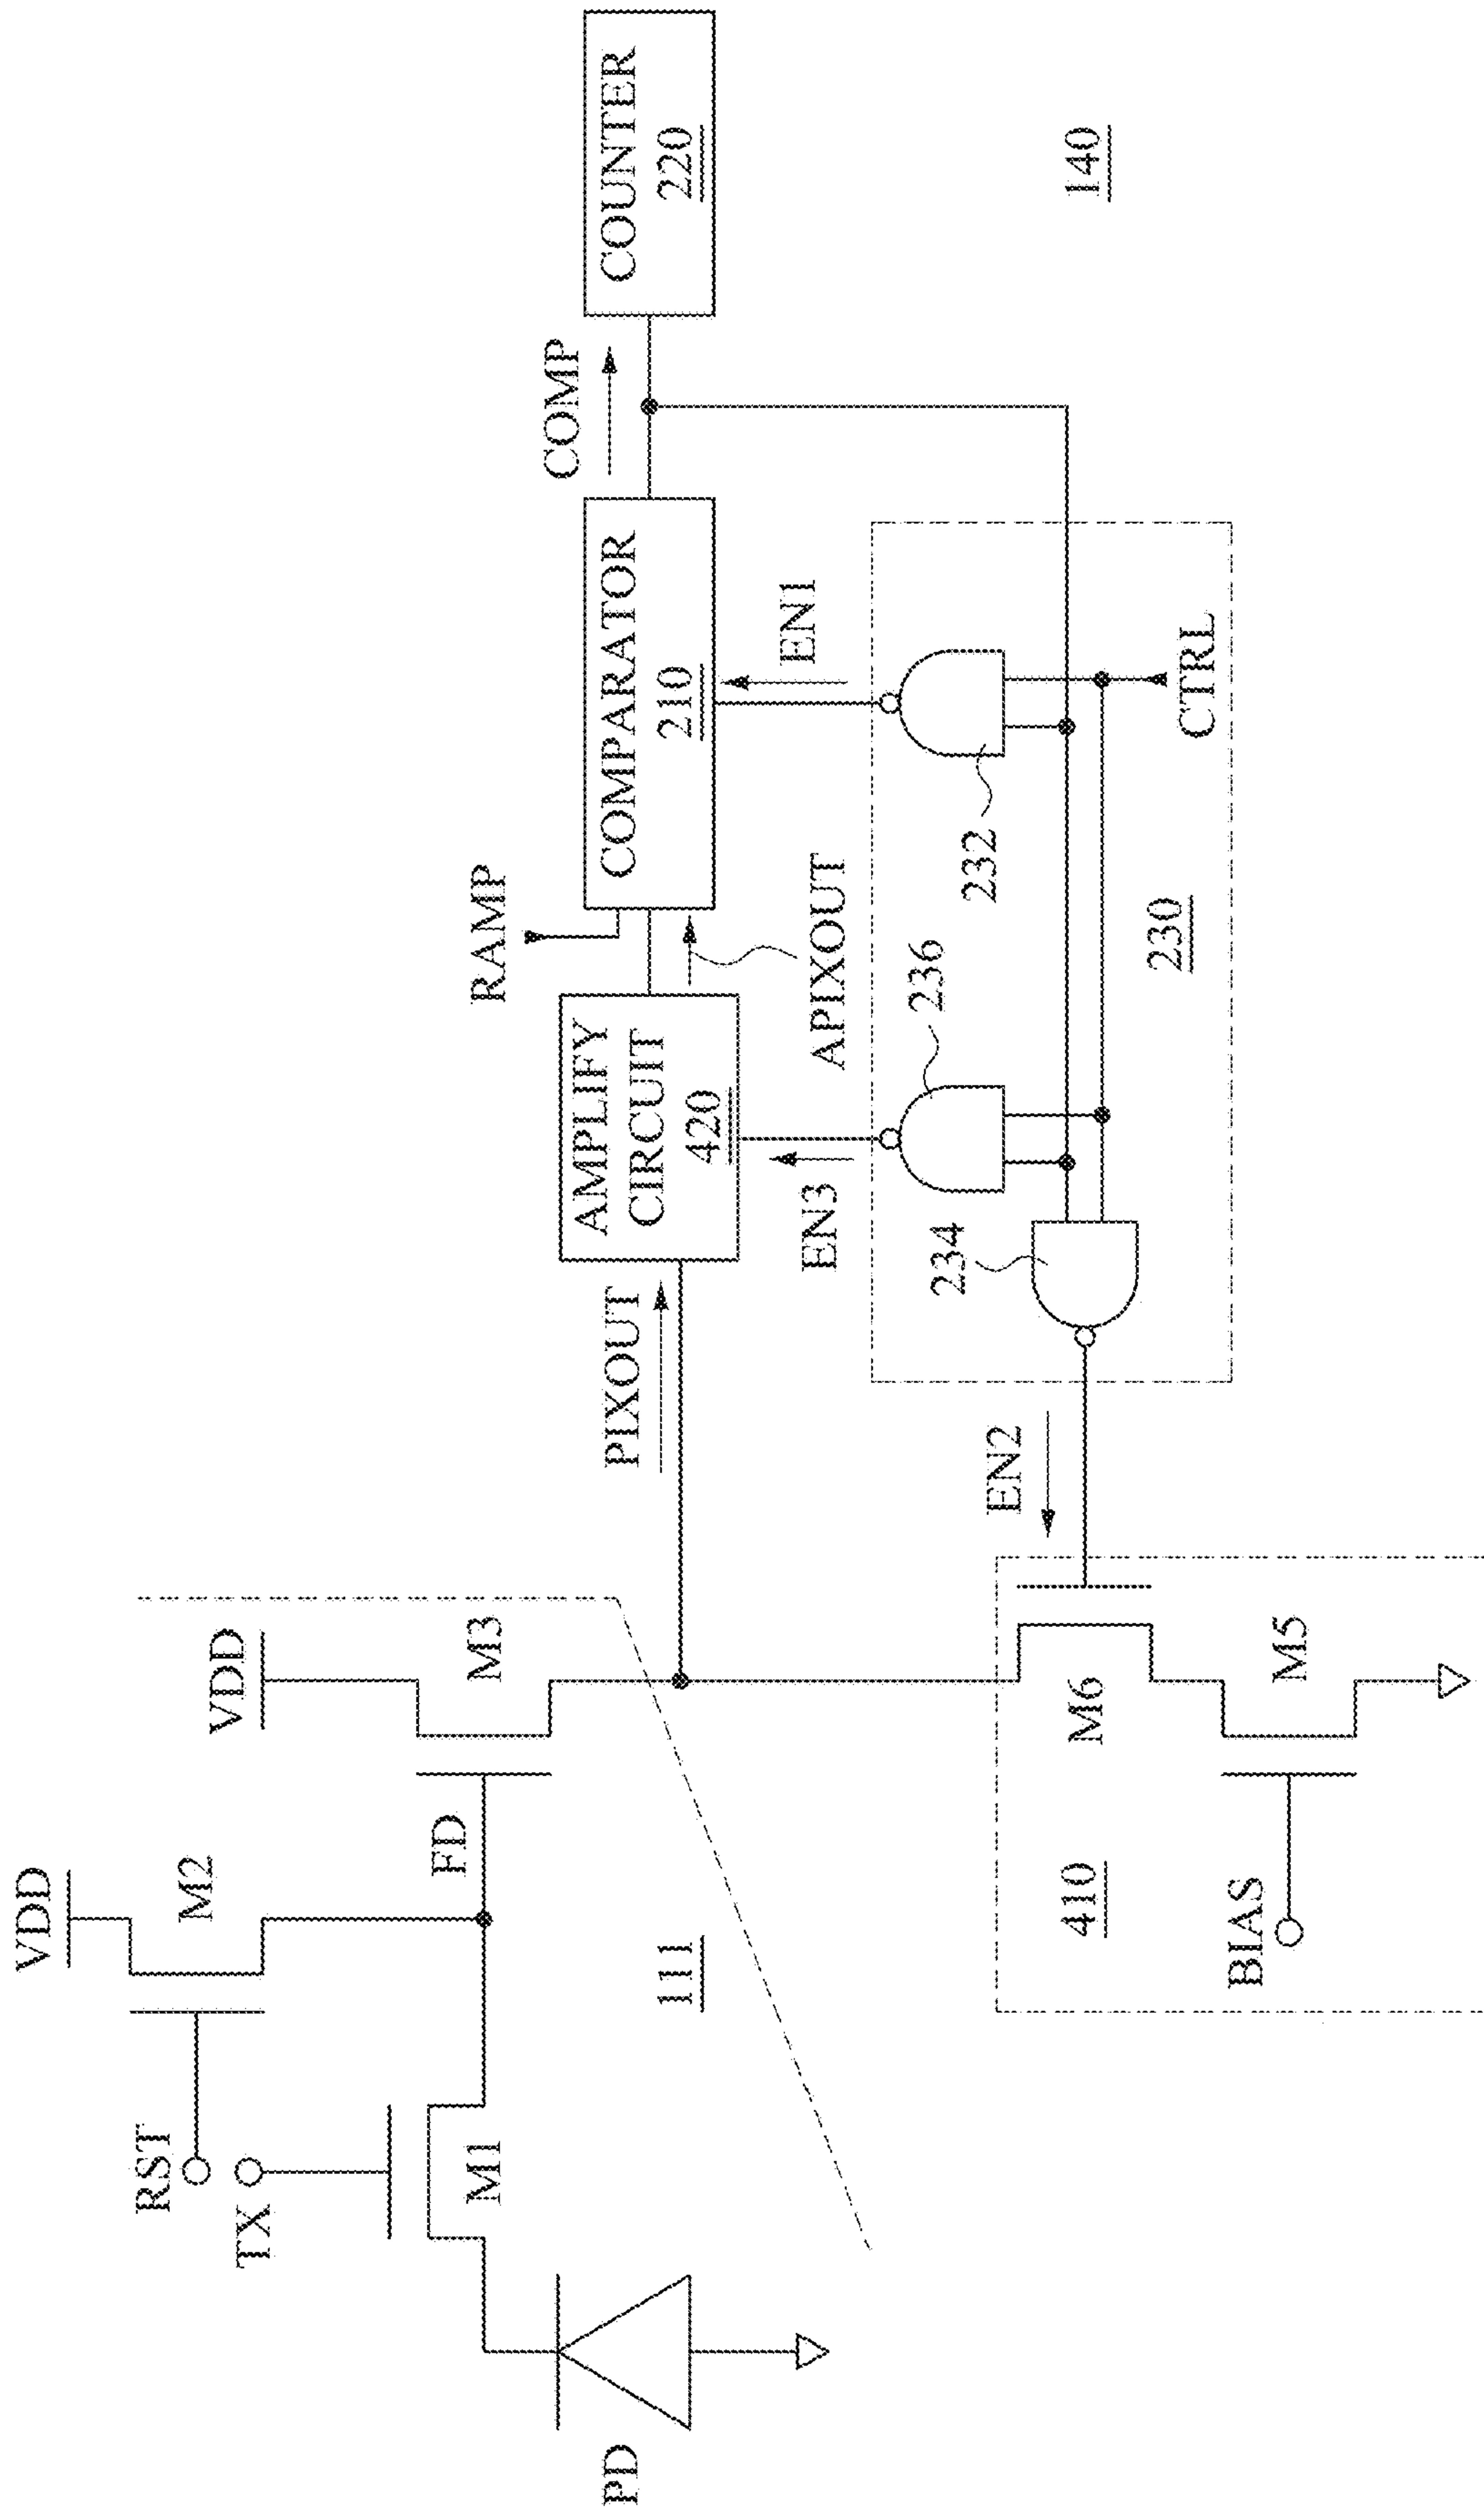 VDD
RST
M2
TX
VDD
FD
M3
M1
PD
111
PIXOUT
AMPLIFY
CIRCUIT
420
RAMP
APIXOUT
COMPARATOR
210
COMP
COUNTER
220
EN3
EN1
236
232
234
230
CTRL
EN2
M6
410
M5
BIAS
140